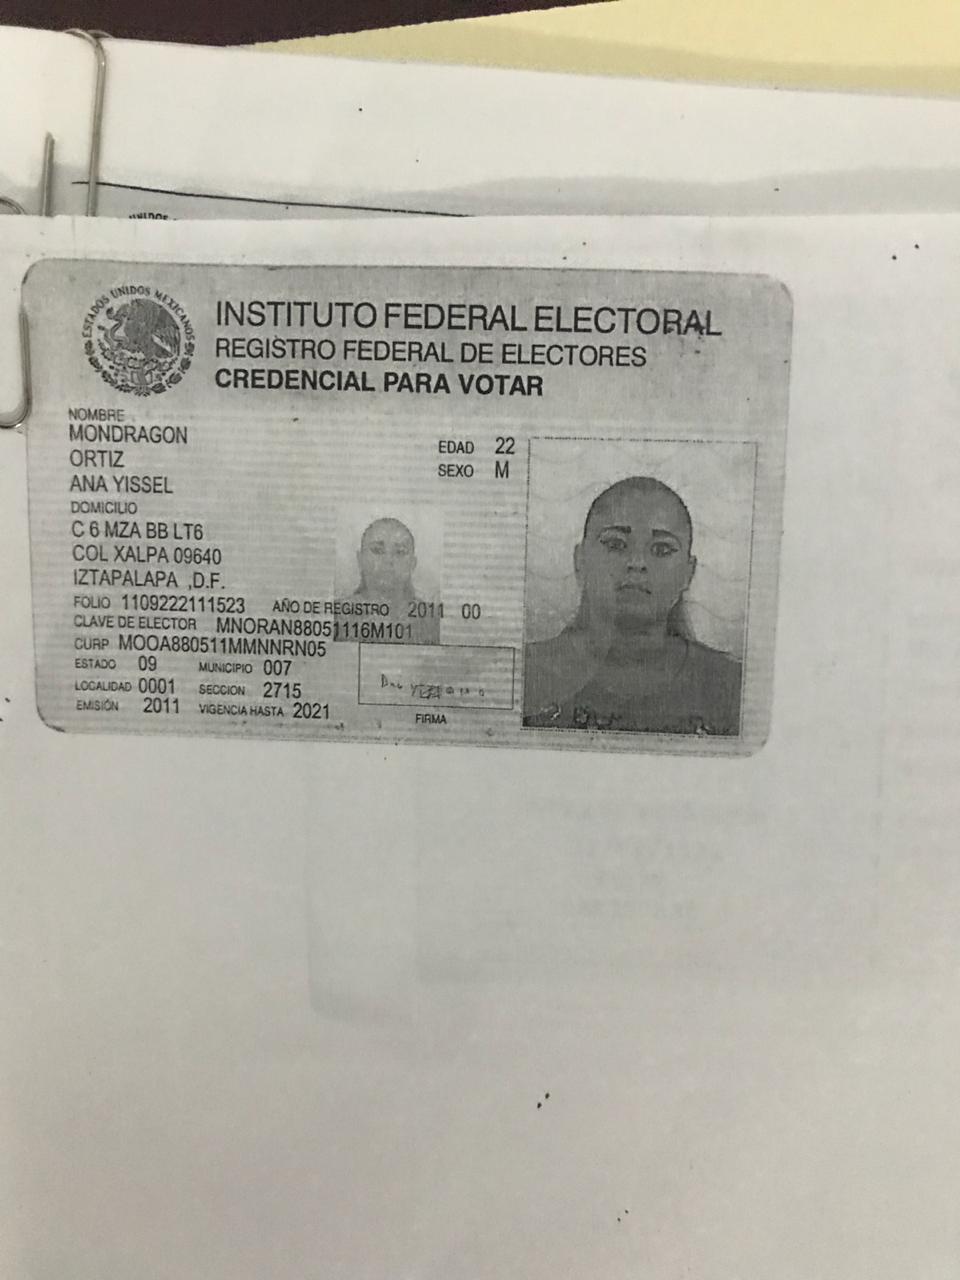 ESTADOS UNIDOS MEXICANOS
INSTITUTO FEDERAL ELECTORAL
REGISTRO FEDERAL DE ELECTORES
CREDENCIAL PARA VOTAR
NOMBRE
MONDRAGON
ORTIZ
ANA YISSEL
EDAD 22
SEXO M
DOMICILIO
C 6 MZA BB LT6
COL XALPA 09640
IZTAPALAPA ,D.F.
FOLIO 1109222111523 AÑO DE REGISTRO 2011 00
CLAVE DE ELECTOR MNORAN88051116M101
CURP MOOA880511MMNNRN05
ESTADO 09 MUNICIPIO 007
LOCALIDAD 0001 SECCION 2715
EMISIÓN 2011 VIGENCIA HASTA 2021
FIRMA